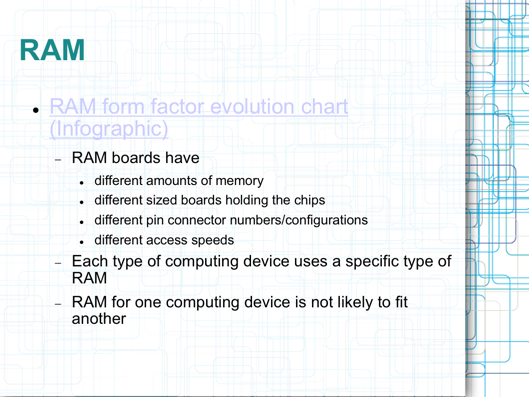 RAM
● RAM form factor evolution chart
(Infographic)
– RAM boards have
● different amounts of memory
● different sized boards holding the chips
● different pin connector numbers/configurations
● different access speeds
– Each type of computing device uses a specific type of
RAM
– RAM for one computing device is not likely to fit
another